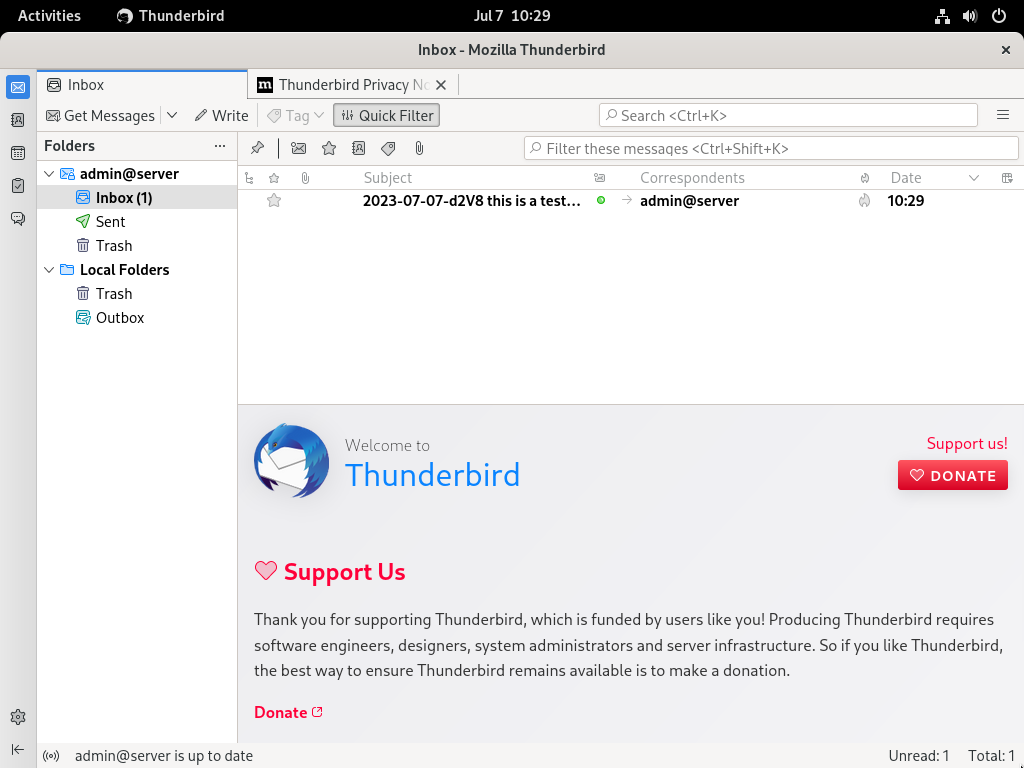 Activities Thunderbird Jul 7 10:29
Inbox - Mozilla Thunderbird
Inbox Thunderbird Privacy No
Get Messages Write Tag Quick Filter Search <Ctrl+K>
Folders Filter these messages <Ctrl+Shift+K>
Subject Correspondents Date
admin@server
Inbox (1) 2023-07-07-d2V8 this is a test... admin@server 10:29
Sent
Trash
Local Folders
Trash
Outbox
Welcome to
Thunderbird
Support us!
DONATE
Support Us
Thank you for supporting Thunderbird, which is funded by users like you! Producing Thunderbird requires
software engineers, designers, system administrators and server infrastructure. So if you like Thunderbird,
the best way to ensure Thunderbird remains available is to make a donation.
Donate
admin@server is up to date Unread: 1 Total: 1